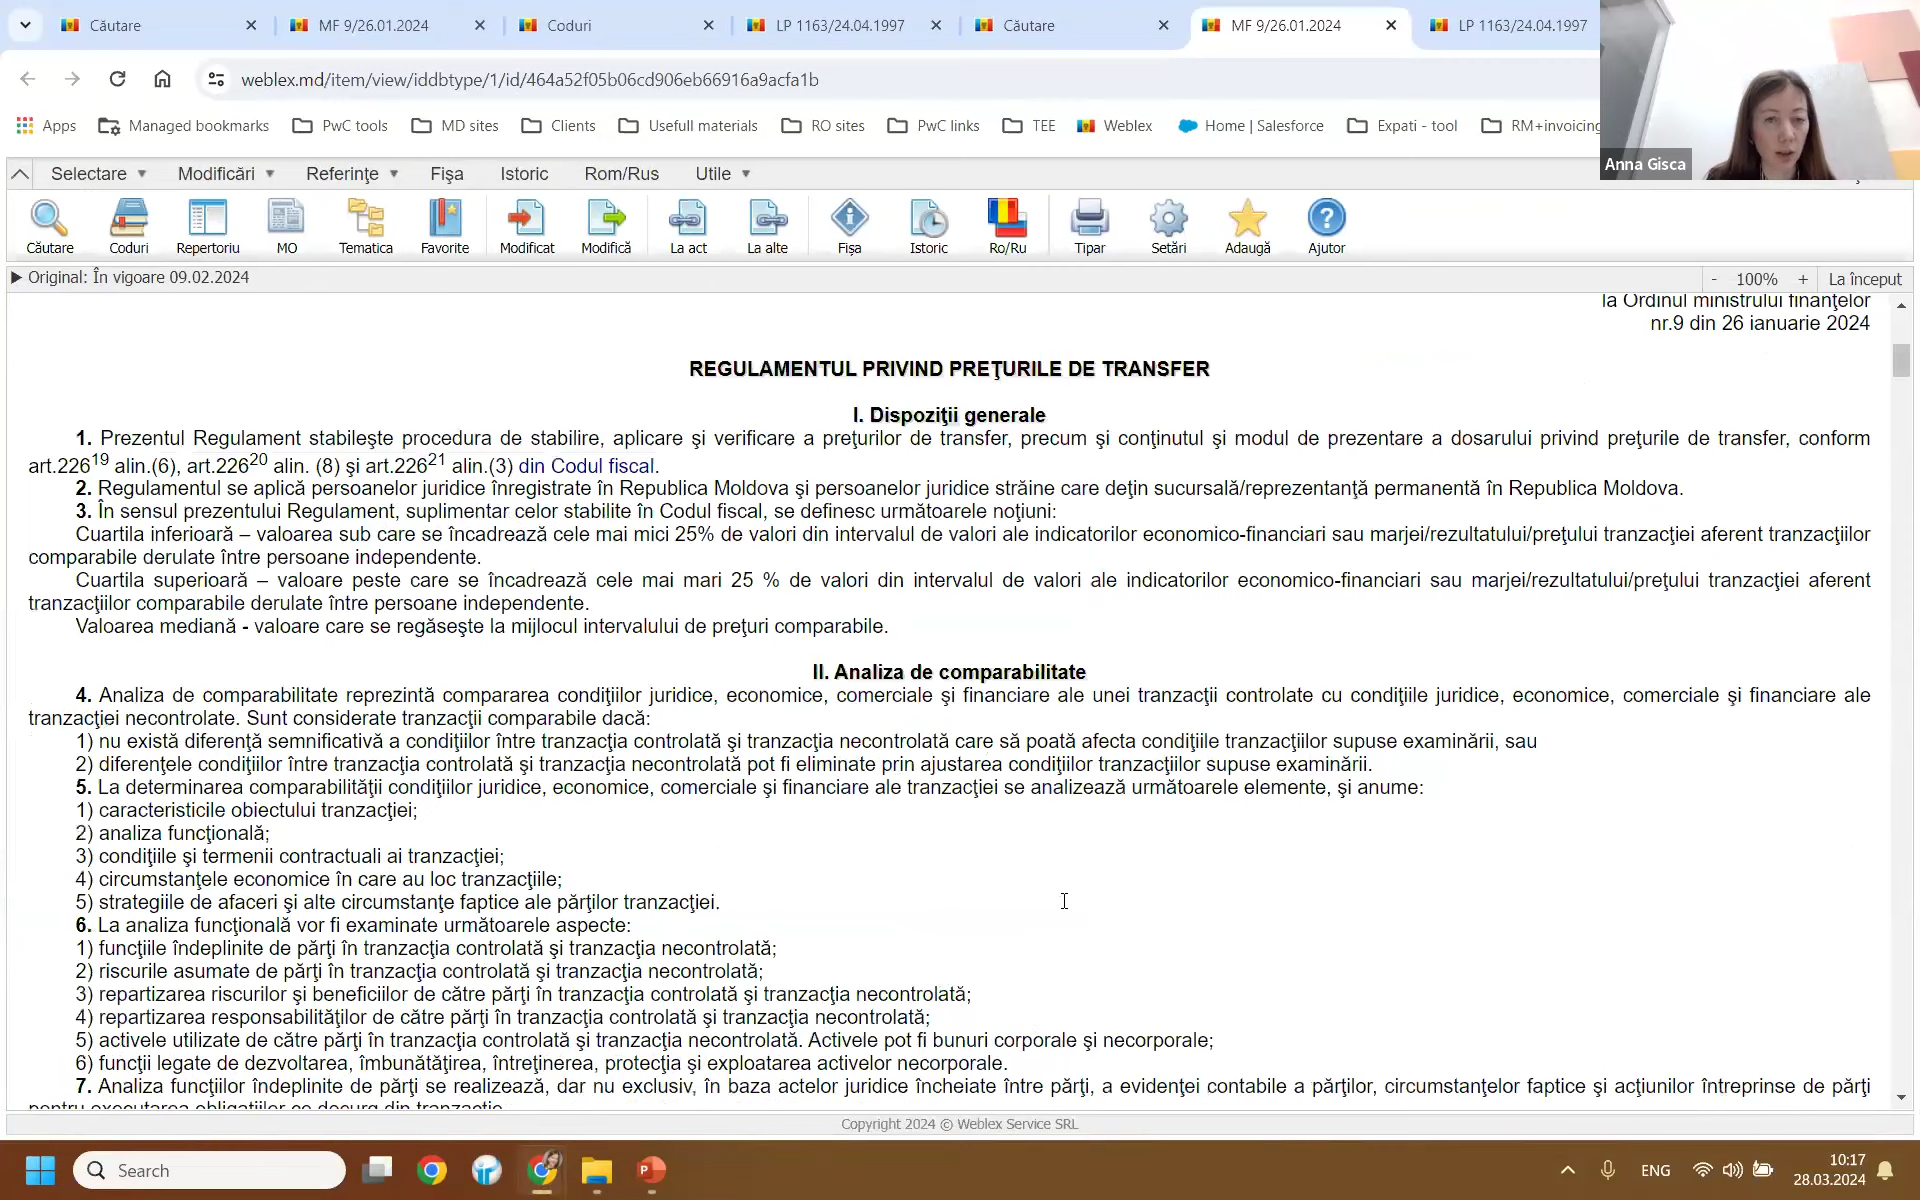 Căutare
MF 9/26.01.2024
Coduri
LP 1163/24.04.1997
Căutare
MF 9/26.01.2024
LP 1163/24.04.1997
weblex.md/item/view/iddbtype/1/id/464a52f05b06cd906eb66916a9acfa1b
Apps Managed bookmarks PwC tools MD sites Clients Usefull materials RO sites PwC links TEE Weblex Home | Salesforce Expati - tool RM+invoicing
Anna Gisca
Selectare Modificări Referinţe Fişa Istoric Rom/Rus Utile
Căutare Coduri Repertoriu MO Tematica Favorite Modificat Modifică La act La alte Fişa Istoric Ro/Ru Tipar Setări Adaugă Ajutor
Original: În vigoare 09.02.2024
- 100% + La început
la Ordinul ministrului finanţelor
nr.9 din 26 ianuarie 2024
REGULAMENTUL PRIVIND PREŢURILE DE TRANSFER
I. Dispoziţii generale
1. Prezentul Regulament stabileşte procedura de stabilire, aplicare şi verificare a preţurilor de transfer, precum şi conţinutul şi modul de prezentare a dosarului privind preţurile de transfer, conform
art.226¹⁹ alin.(6), art.226²⁰ alin. (8) şi art.226²¹ alin.(3) din Codul fiscal.
2. Regulamentul se aplică persoanelor juridice înregistrate în Republica Moldova şi persoanelor juridice străine care deţin sucursală/reprezentanţă permanentă în Republica Moldova.
3. În sensul prezentului Regulament, suplimentar celor stabilite în Codul fiscal, se definesc următoarele noţiuni:
Cuartila inferioară – valoarea sub care se încadrează cele mai mici 25% de valori din intervalul de valori ale indicatorilor economico-financiari sau marjei/rezultatului/preţului tranzacţiei aferent tranzacţiilor
comparabile derulate între persoane independente.
Cuartila superioară – valoare peste care se încadrează cele mai mari 25 % de valori din intervalul de valori ale indicatorilor economico-financiari sau marjei/rezultatului/preţului tranzacţiei aferent
tranzacţiilor comparabile derulate între persoane independente.
Valoarea mediană - valoare care se regăseşte la mijlocul intervalului de preţuri comparabile.
II. Analiza de comparabilitate
4. Analiza de comparabilitate reprezintă compararea condiţiilor juridice, economice, comerciale şi financiare ale unei tranzacţii controlate cu condiţiile juridice, economice, comerciale şi financiare ale
tranzacţiei necontrolate. Sunt considerate tranzacţii comparabile dacă:
1) nu există diferenţă semnificativă a condiţiilor între tranzacţia controlată şi tranzacţia necontrolată care să poată afecta condiţiile tranzacţiilor supuse examinării, sau
2) diferenţele condiţiilor între tranzacţia controlată şi tranzacţia necontrolată pot fi eliminate prin ajustarea condiţiilor tranzacţiilor supuse examinării.
5. La determinarea comparabilităţii condiţiilor juridice, economice, comerciale şi financiare ale tranzacţiei se analizează următoarele elemente, şi anume:
1) caracteristicile obiectului tranzacţiei;
2) analiza funcţională;
3) condiţiile şi termenii contractuali ai tranzacţiei;
4) circumstanţele economice în care au loc tranzacţiile;
5) strategiile de afaceri şi alte circumstanţe faptice ale părţilor tranzacţiei.
6. La analiza funcţională vor fi examinate următoarele aspecte:
1) funcţiile îndeplinite de părţi în tranzacţia controlată şi tranzacţia necontrolată;
2) riscurile asumate de părţi în tranzacţia controlată şi tranzacţia necontrolată;
3) repartizarea riscurilor şi beneficiilor de către părţi în tranzacţia controlată şi tranzacţia necontrolată;
4) repartizarea responsabilităţilor de către părţi în tranzacţia controlată şi tranzacţia necontrolată;
5) activele utilizate de către părţi în tranzacţia controlată şi tranzacţia necontrolată. Activele pot fi bunuri corporale şi necorporale;
6) funcţii legate de dezvoltarea, îmbunătăţirea, întreţinerea, protecţia şi exploatarea activelor necorporale.
7. Analiza funcţiilor îndeplinite de părţi se realizează, dar nu exclusiv, în baza actelor juridice încheiate între părţi, a evidenţei contabile a părţilor, circumstanţelor faptice şi acţiunilor întreprinse de părţi
pentru executarea obligaţiilor ce decurg din tranzacţie
Copyright 2024 © Weblex Service SRL
Search
ENG
10:17
28.03.2024